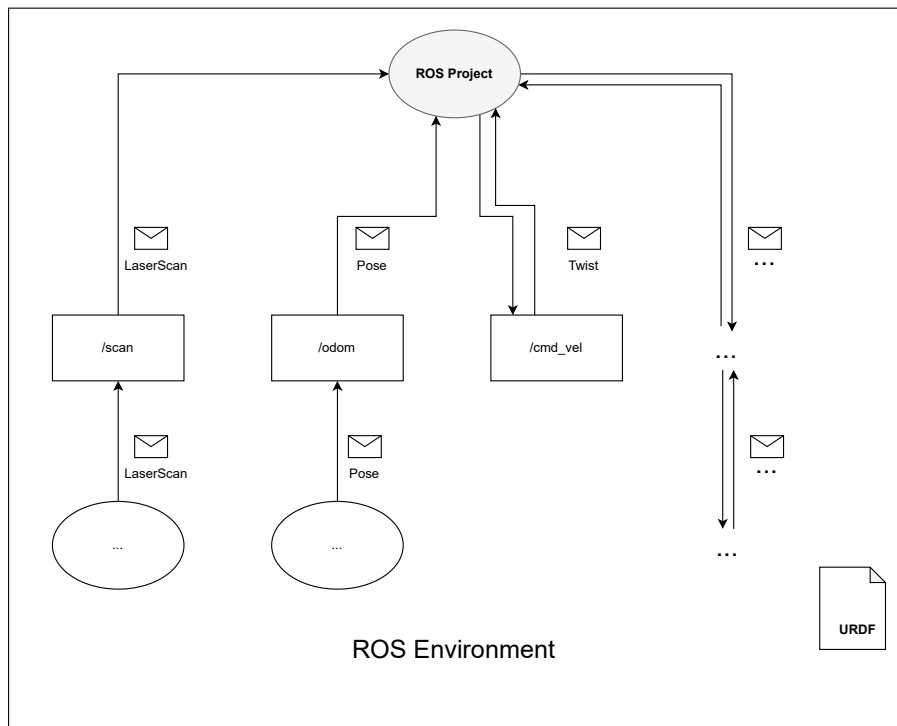 ROS Project
LaserScan
Pose
Twist
...
/scan
/odom
/cmd_vel
...
LaserScan
Pose
...
...
...
...
URDF
ROS Environment